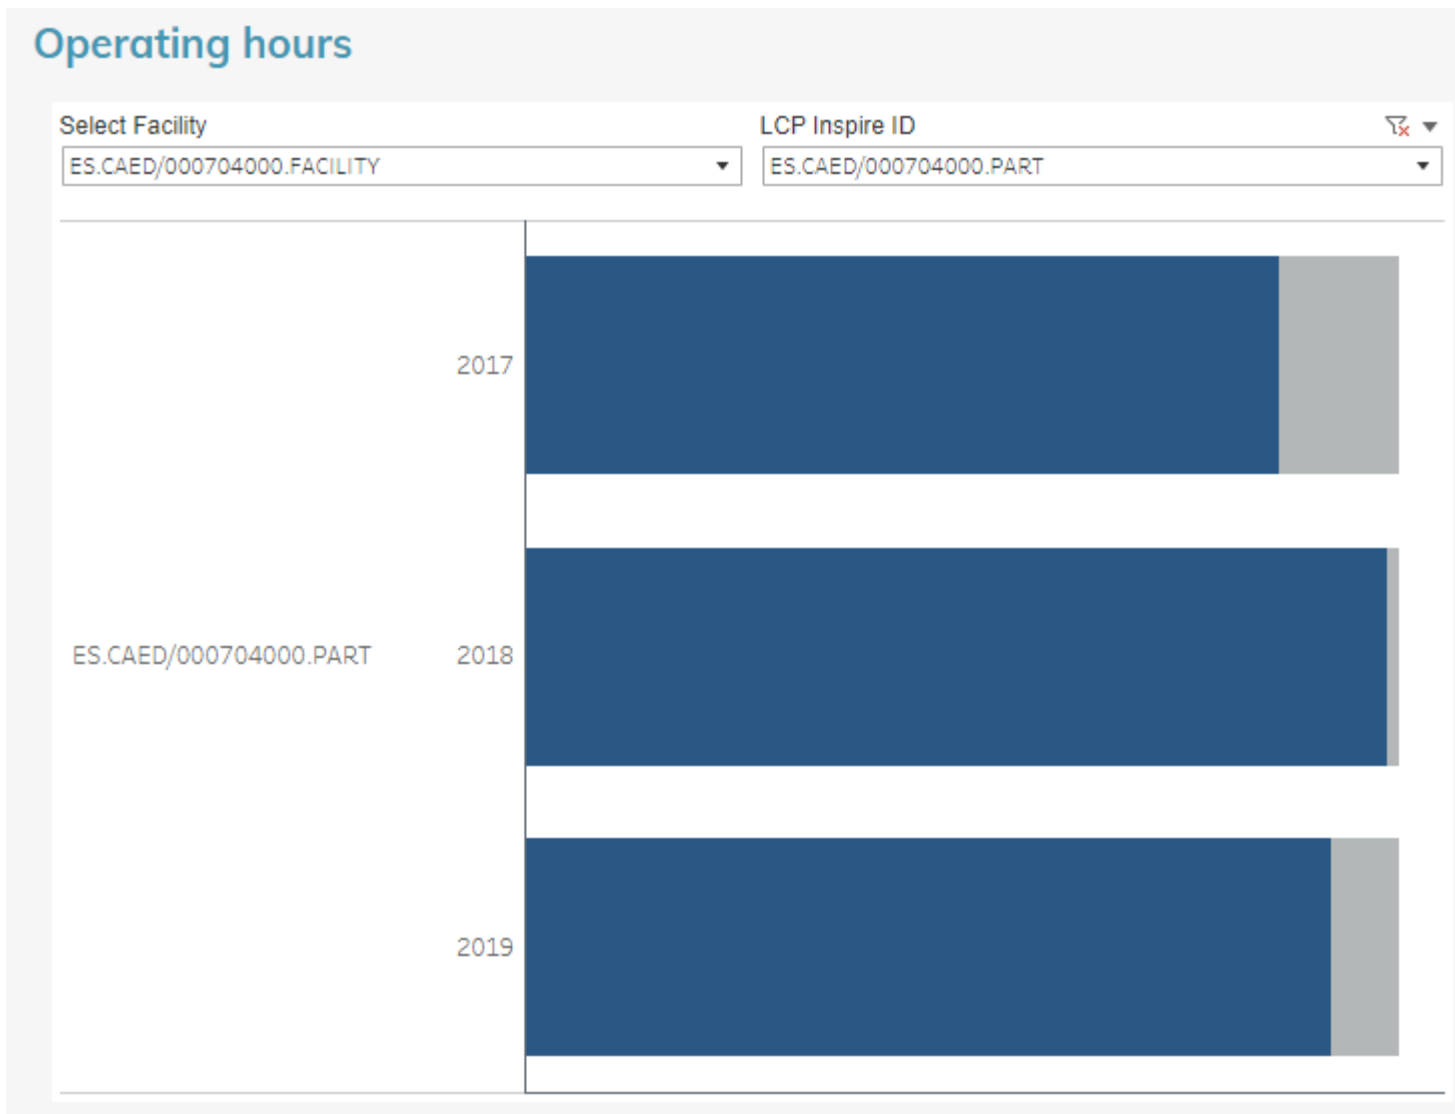 Operating hours
Select Facility
LCP Inspire ID
ES.CAED/000704000.FACILITY
ES.CAED/000704000.PART
2017
ES.CAED/000704000.PART
2018
2019